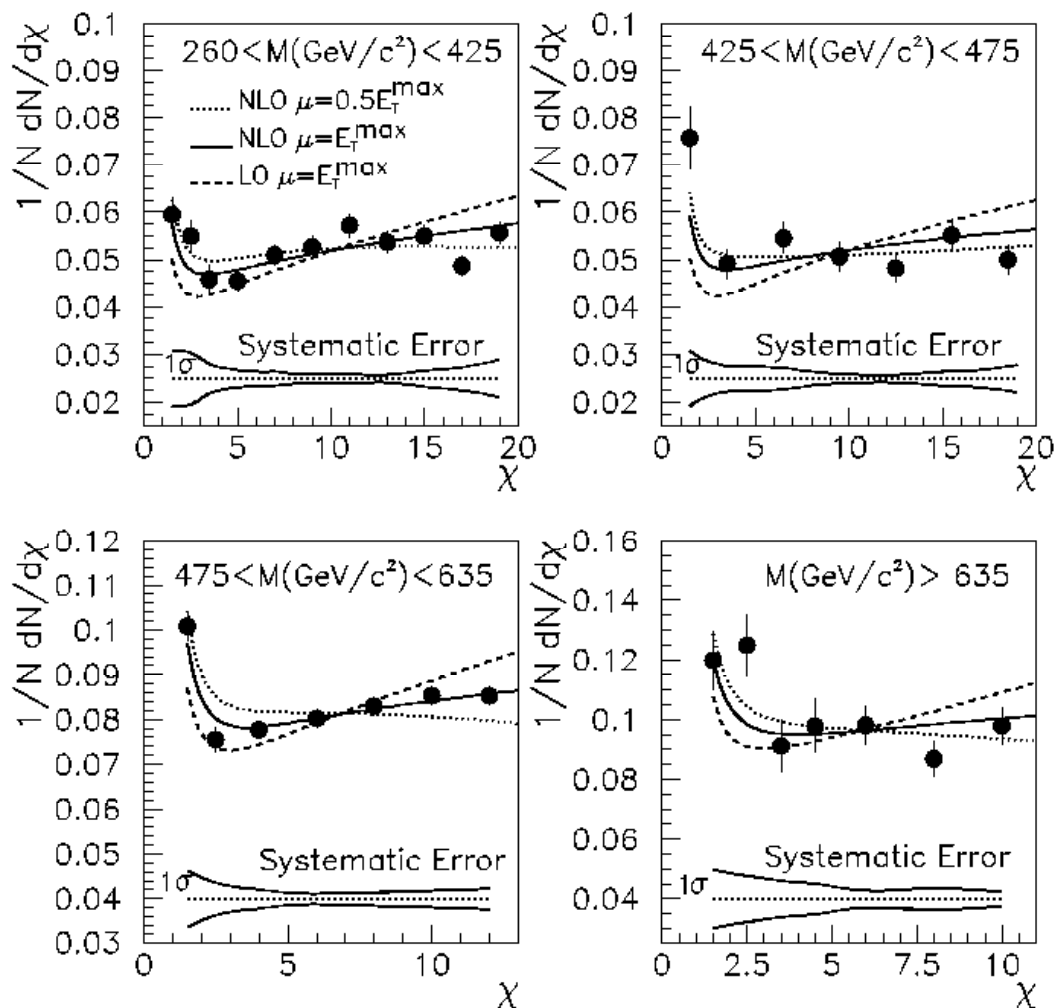 260<M(GeV/c²)<425
NLO μ=0.5E_T^max
NLO μ=E_T^max
LO μ=E_T^max
Systematic Error
1σ
1/N dN/dχ
0.1
0.09
0.08
0.07
0.06
0.05
0.04
0.03
0.02
0 5 10 15 20
χ
425<M(GeV/c²)<475
Systematic Error
1σ
1/N dN/dχ
0.1
0.09
0.08
0.07
0.06
0.05
0.04
0.03
0.02
0 5 10 15 20
χ
475<M(GeV/c²)<635
Systematic Error
1σ
1/N dN/dχ
0.12
0.11
0.1
0.09
0.08
0.07
0.06
0.05
0.04
0.03
0 5 10
χ
M(GeV/c²)> 635
Systematic Error
1σ
1/N dN/dχ
0.16
0.14
0.12
0.1
0.08
0.06
0.04
0 2.5 5 7.5 10
χ